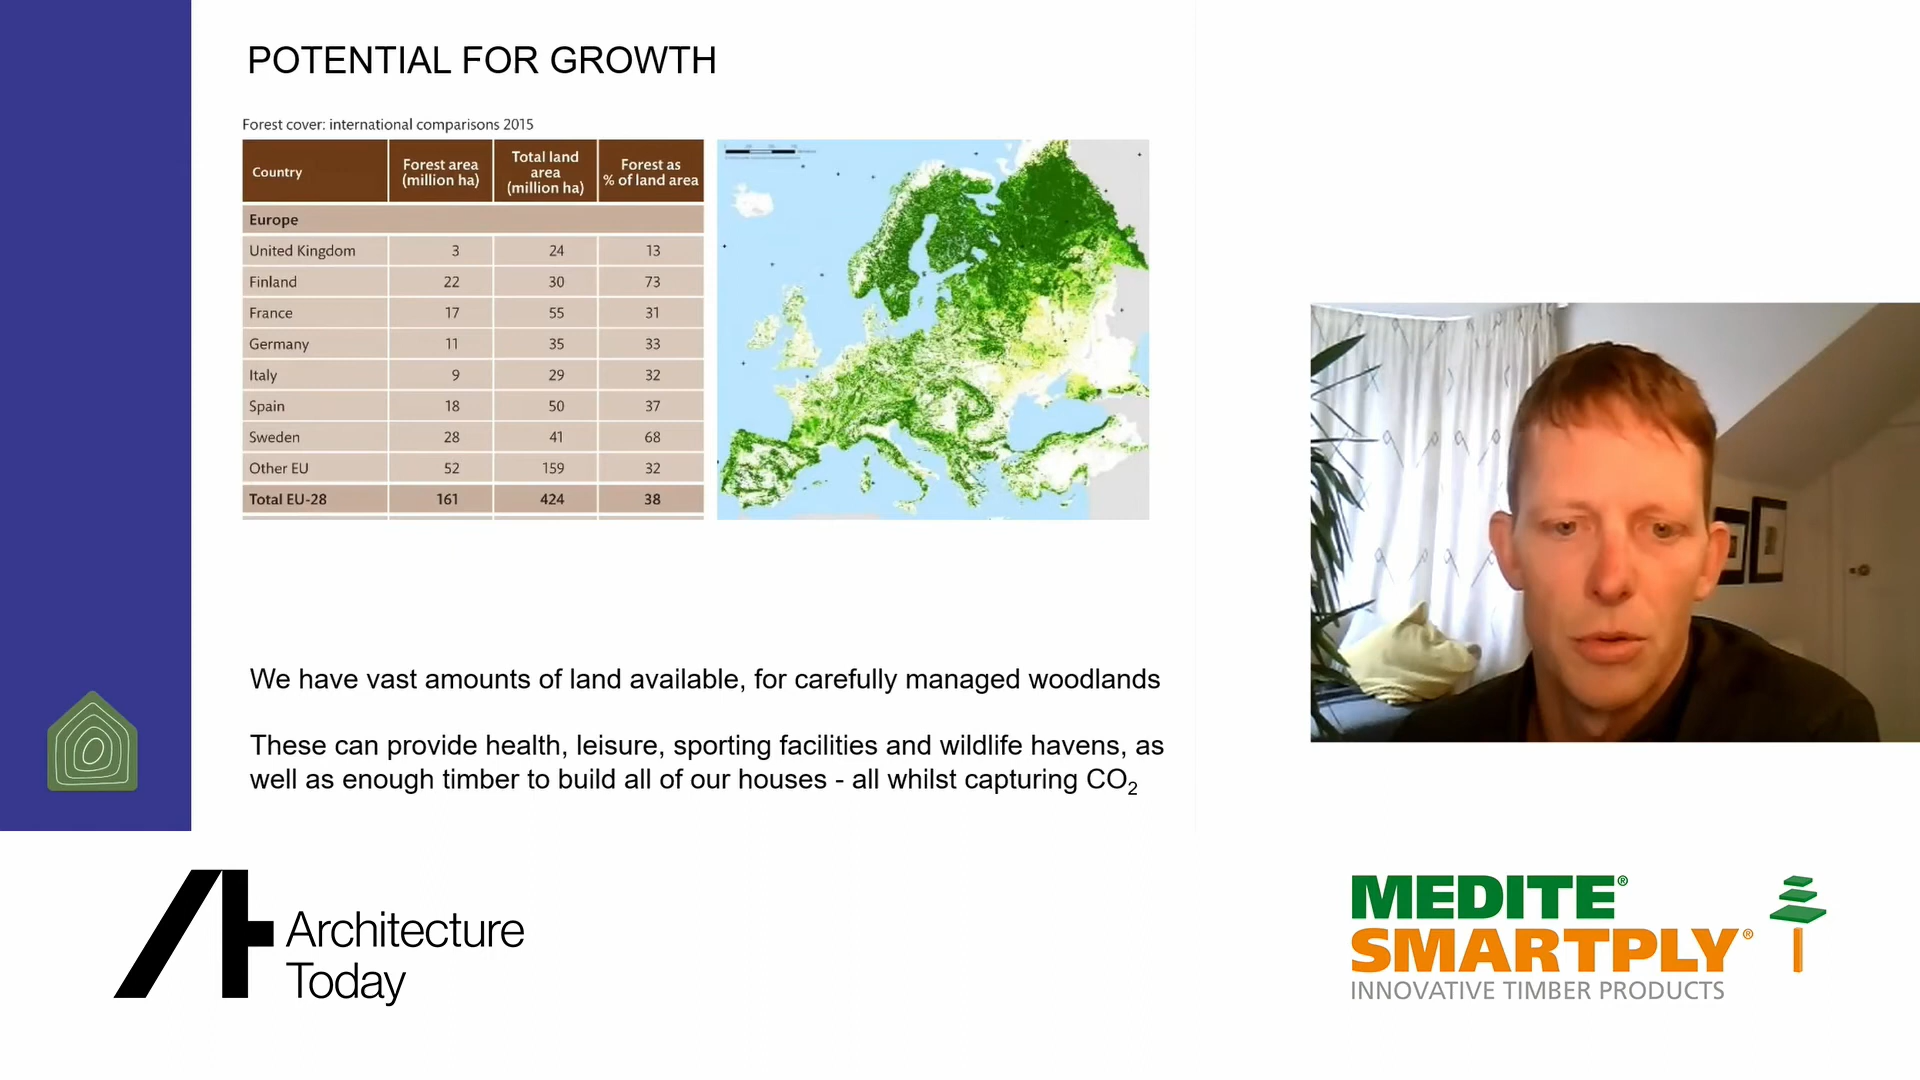 POTENTIAL FOR GROWTH
Forest cover: international comparisons 2015
Country Forest area (million ha) Total land area (million ha) Forest as % of land area
Europe
United Kingdom 3 24 13
Finland 22 30 73
France 17 55 31
Germany 11 35 33
Italy 9 29 32
Spain 18 50 37
Sweden 28 41 68
Other EU 52 159 32
Total EU-28 161 424 38
We have vast amounts of land available, for carefully managed woodlands
These can provide health, leisure, sporting facilities and wildlife havens, as
well as enough timber to build all of our houses - all whilst capturing CO₂
Architecture
Today
MEDITE®
SMARTPLY®
INNOVATIVE TIMBER PRODUCTS